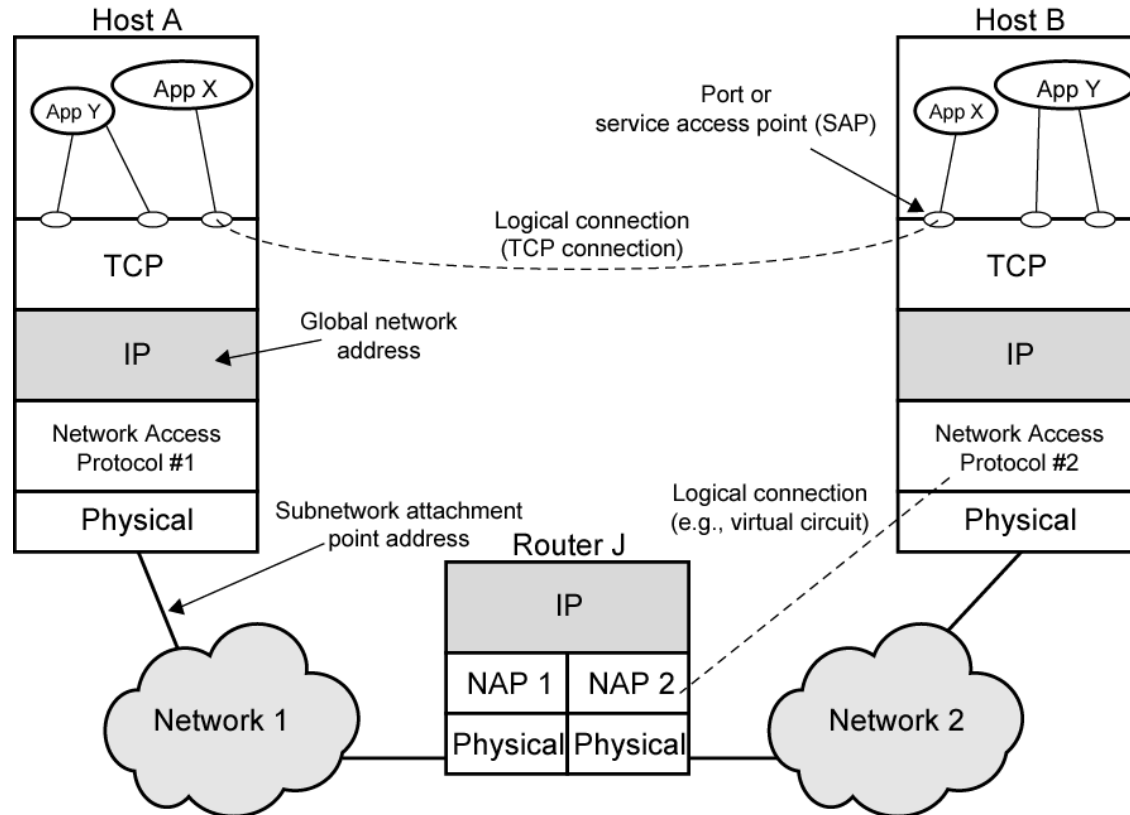 Host A
App Y
App X
TCP
IP
Network Access
Protocol #1
Physical
Host B
App X
App Y
TCP
IP
Network Access
Protocol #2
Physical
Port or
service access point (SAP)
Logical connection
(TCP connection)
Global network
address
Subnetwork attachment
point address
Logical connection
(e.g., virtual circuit)
Router J
IP
NAP 1
NAP 2
Physical
Physical
Network 1
Network 2